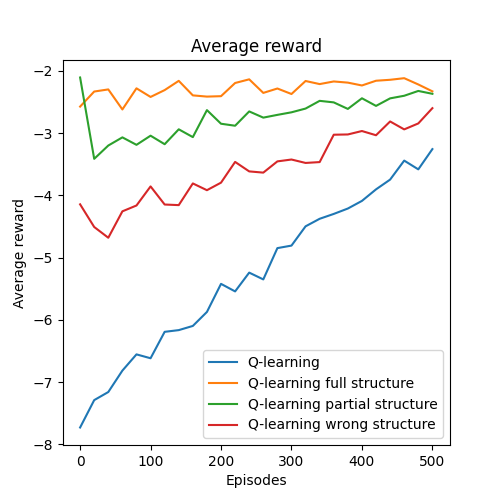 Average reward
−2
−3
−4
−5
−6
−7
−8
Average reward
0
100
200
300
400
500
Episodes
Q-learning
Q-learning full structure
Q-learning partial structure
Q-learning wrong structure